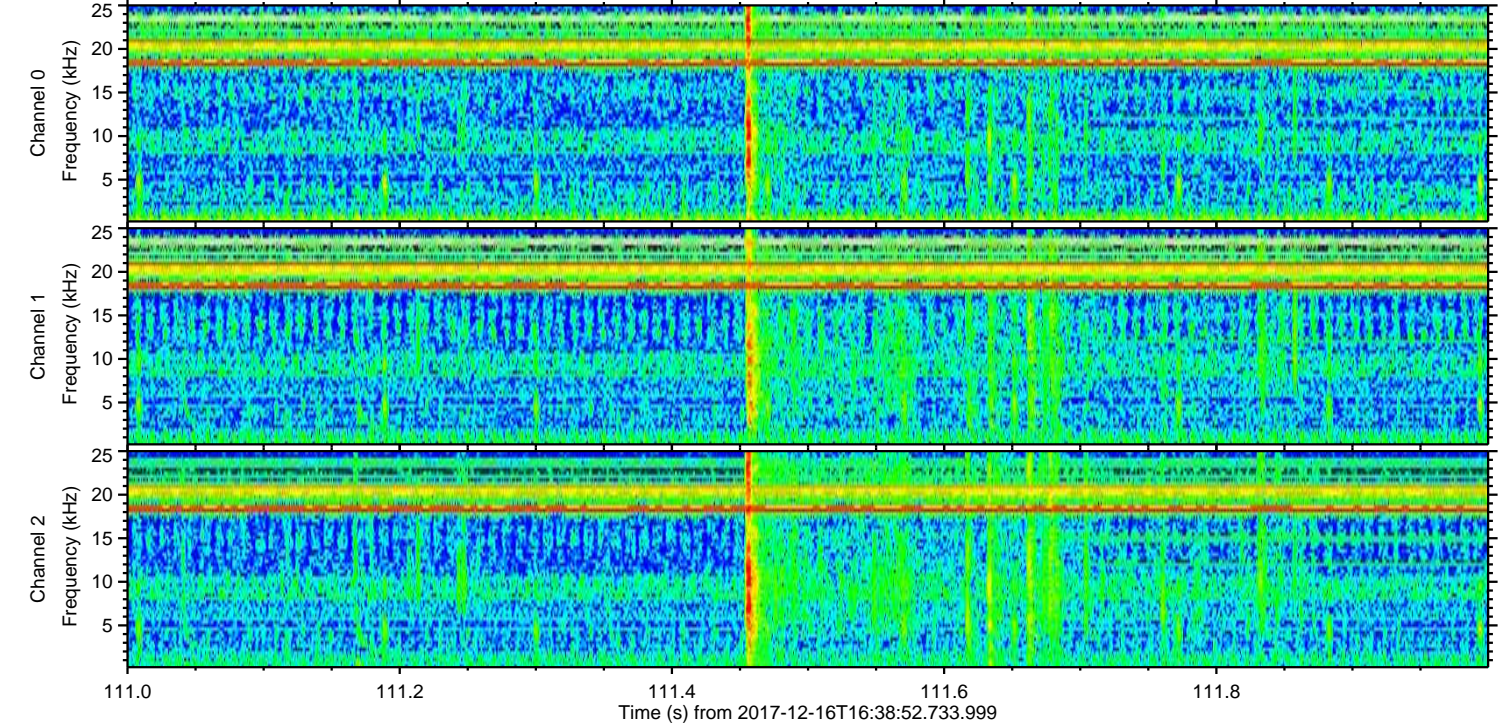 Channel 0
Frequency (kHz)
25
20
15
10
5
Channel 1
Frequency (kHz)
25
20
15
10
5
Channel 2
Frequency (kHz)
25
20
15
10
5
111.0 111.2 111.4 111.6 111.8
Time (s) from 2017-12-16T16:38:52.733.999